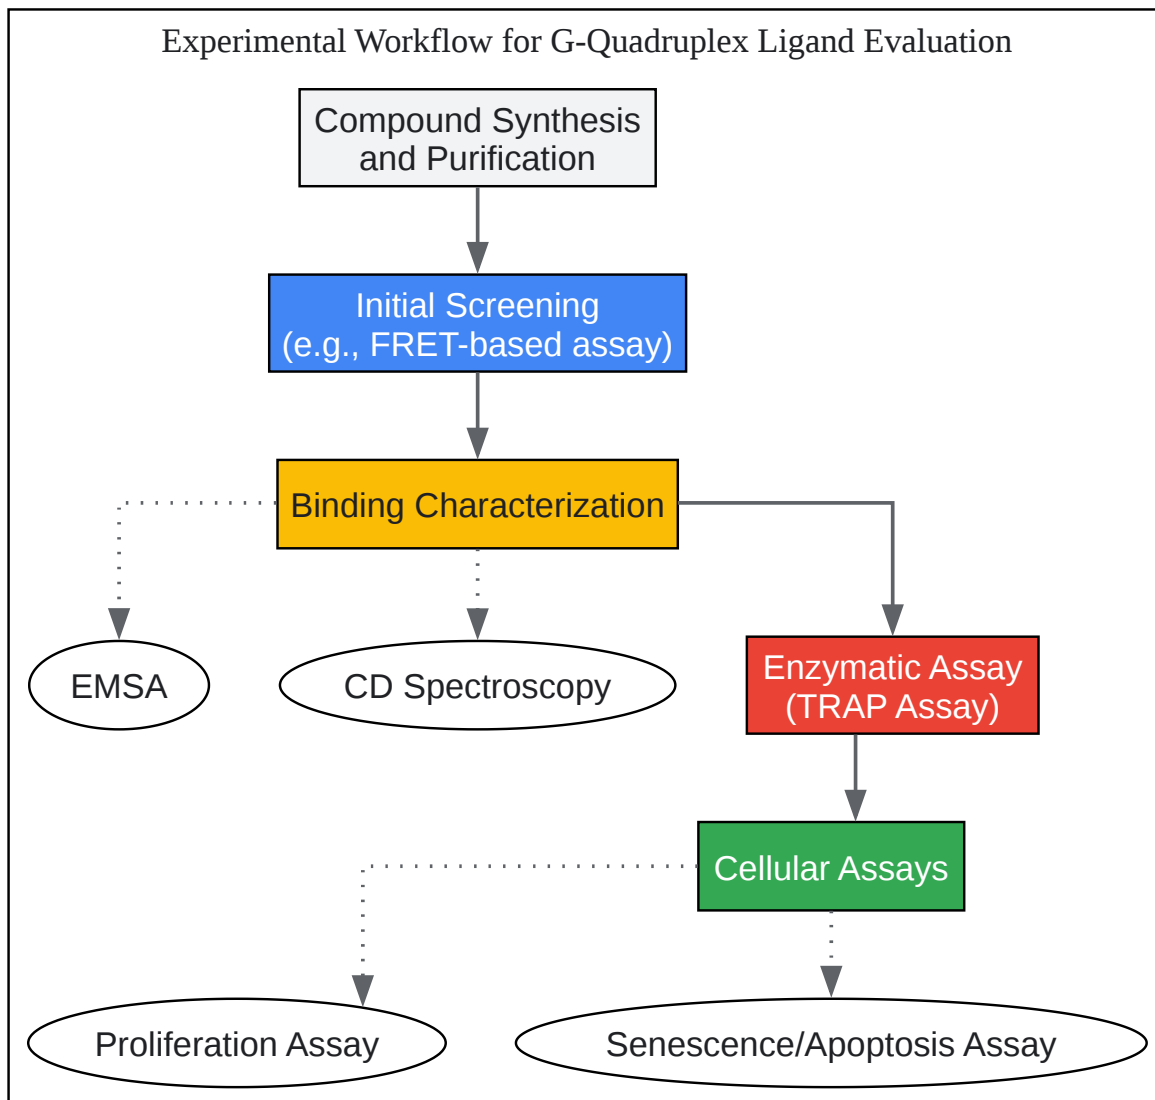 Experimental Workflow for G-Quadruplex Ligand Evaluation
Compound Synthesis
and Purification
Initial Screening
(e.g., FRET-based assay)
Binding Characterization
EMSA
CD Spectroscopy
Enzymatic Assay
(TRAP Assay)
Cellular Assays
Proliferation Assay
Senescence/Apoptosis Assay